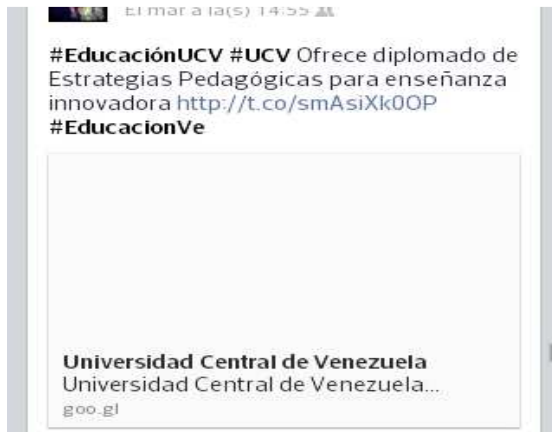 El mar a la(s) 14:55
#EducaciónUCV #UCV Ofrece diplomado de
Estrategias Pedagógicas para enseñanza
innovadora http://t.co/smAsiXk0OP
#EducacionVe
Universidad Central de Venezuela
Universidad Central de Venezuela...
goo.gl